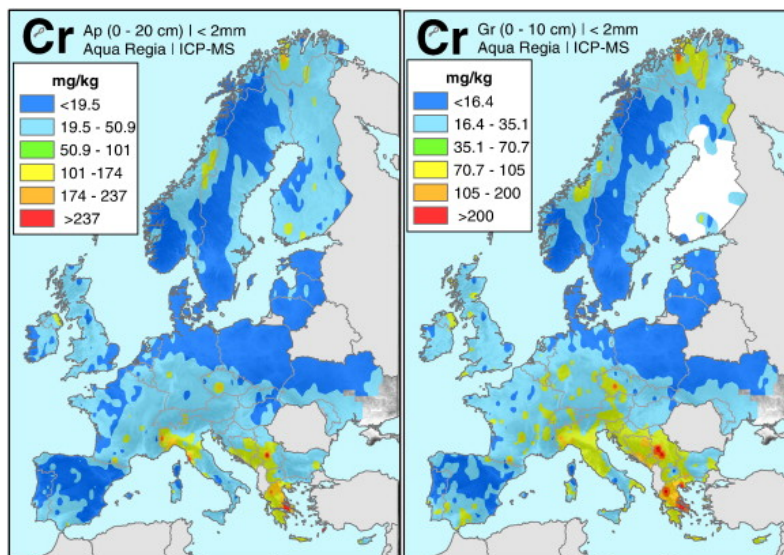 Cr Ap (0 - 20 cm) | < 2mm
Aqua Regia | ICP-MS
mg/kg
<19.5
19.5 - 50.9
50.9 - 101
101 -174
174 - 237
>237
Cr Gr (0 - 10 cm) | < 2mm
Aqua Regia | ICP-MS
mg/kg
<16.4
16.4 - 35.1
35.1 - 70.7
70.7 - 105
105 - 200
>200